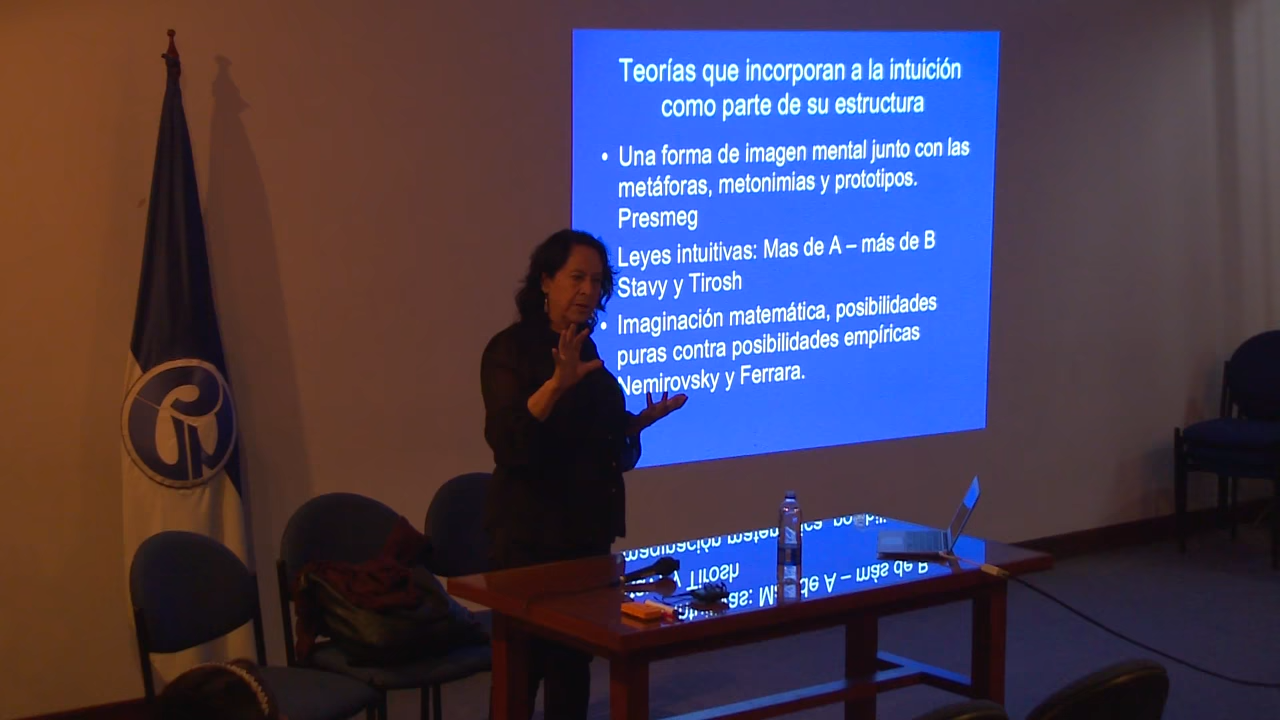 Teorías que incorporan a la intuición
como parte de su estructura
• Una forma de imagen mental junto con las
metáforas, metonimias y prototipos.
Presmeg
Leyes intuitivas: Mas de A – más de B
Stavy y Tirosh
• Imaginación matemática, posibilidades
puras contra posibilidades empíricas
Nemirovsky y Ferrara.